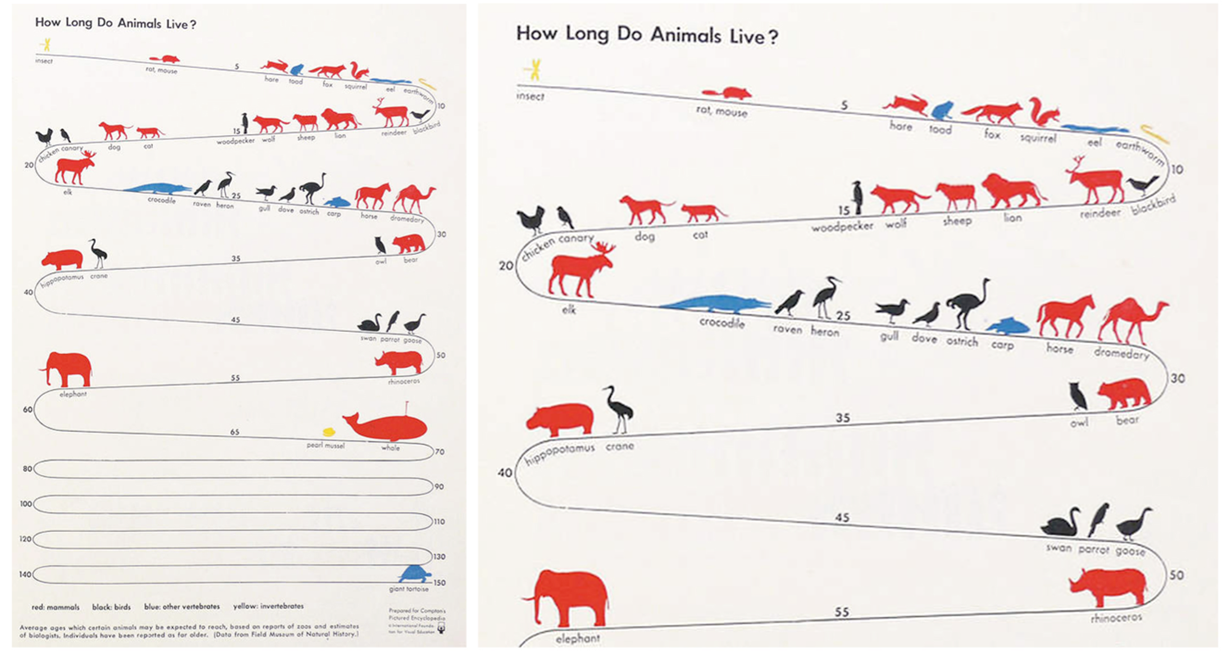 How Long Do Animals Live?
insect
rat, mouse
5
hare toad fox squirrel eel earthworm
10
chicken canary dog cat 15 woodpecker wolf sheep lion reindeer blackbird
20
elk crocodile raven heron 25 gull dove ostrich carp horse dromedary
30
hippopotamus crane 35 owl bear
40
45 swan parrot goose
50
elephant 55 rhinoceros
60
65 pearl mussel whale
70
80
90
100
110
120
130
140
150
giant tortoise
red: mammals black: birds blue: other vertebrates yellow: invertebrates
Average ages which certain animals may be expected to reach, based on reports of zoos and estimates
of biologists. Individuals have been reported as far older. (Data from Field Museum of Natural History.)
Prepared for Compton's
Pictured Encyclopedia
International Founda-
tion for Visual Education
How Long Do Animals Live?
insect
rat, mouse
5
hare toad fox squirrel eel earthworm
10
chicken canary dog cat 15 woodpecker wolf sheep lion reindeer blackbird
20
elk crocodile raven heron 25 gull dove ostrich carp horse dromedary
30
hippopotamus crane 35 owl bear
40
45 swan parrot goose
50
elephant 55 rhinoceros